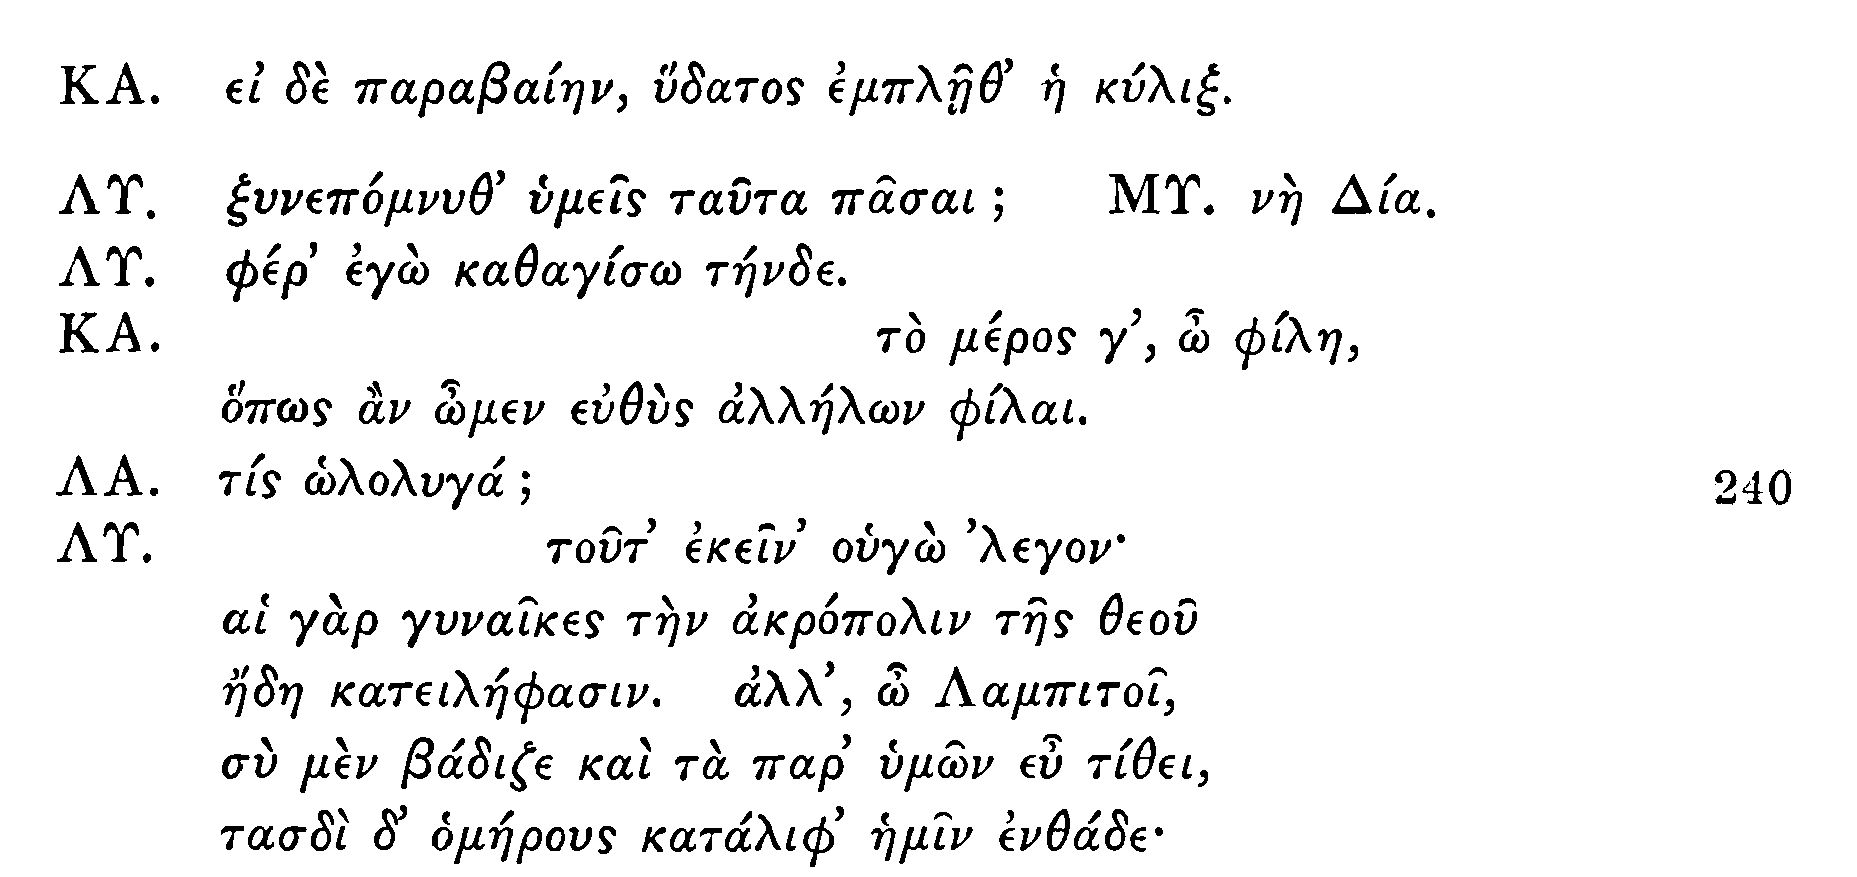 ΚΑ. εἰ δὲ παραβαίην, ὕδατος ἐμπλῇθ’ ἡ κύλιξ.
ΛΥ. ξυνεπόμνυθ’ ὑμεῖς ταῦτα πᾶσαι; ΜΥ. νὴ Δία.
ΛΥ. φέρ’ ἐγὼ καθαγίσω τήνδε.
ΚΑ. τὸ μέρος γ’, ὦ φίλη,
ὅπως ἂν ὦμεν εὐθὺς ἀλλήλων φίλαι.
ΛΑ. τίς ὡλολυγά; 240
ΛΥ. τοῦτ’ ἐκεῖν’ οὑγὼ ’λεγον·
αἱ γὰρ γυναῖκες τὴν ἀκρόπολιν τῆς θεοῦ
ἤδη κατειλήφασιν. ἀλλ’, ὦ Λαμπιτοῖ,
σὺ μὲν βάδιζε καὶ τὰ παρ’ ὑμῶν εὖ τίθει,
τασδὶ δ’ ὁμήρους κατάλιφ’ ἡμῖν ἐνθάδε·